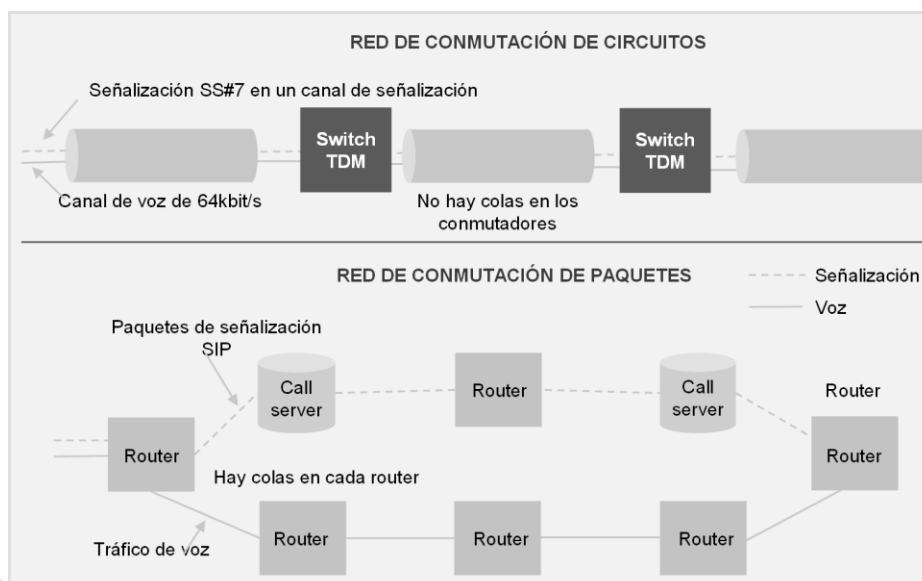 RED DE CONMUTACIÓN DE CIRCUITOS
Señalización SS#7 en un canal de señalización
Switch
TDM
Switch
TDM
Canal de voz de 64kbit/s
No hay colas en los
conmutadores
RED DE CONMUTACIÓN DE PAQUETES
Señalización
Voz
Paquetes de señalización
SIP
Call
server
Router
Call
server
Router
Router
Router
Hay colas en cada router
Tráfico de voz
Router
Router
Router